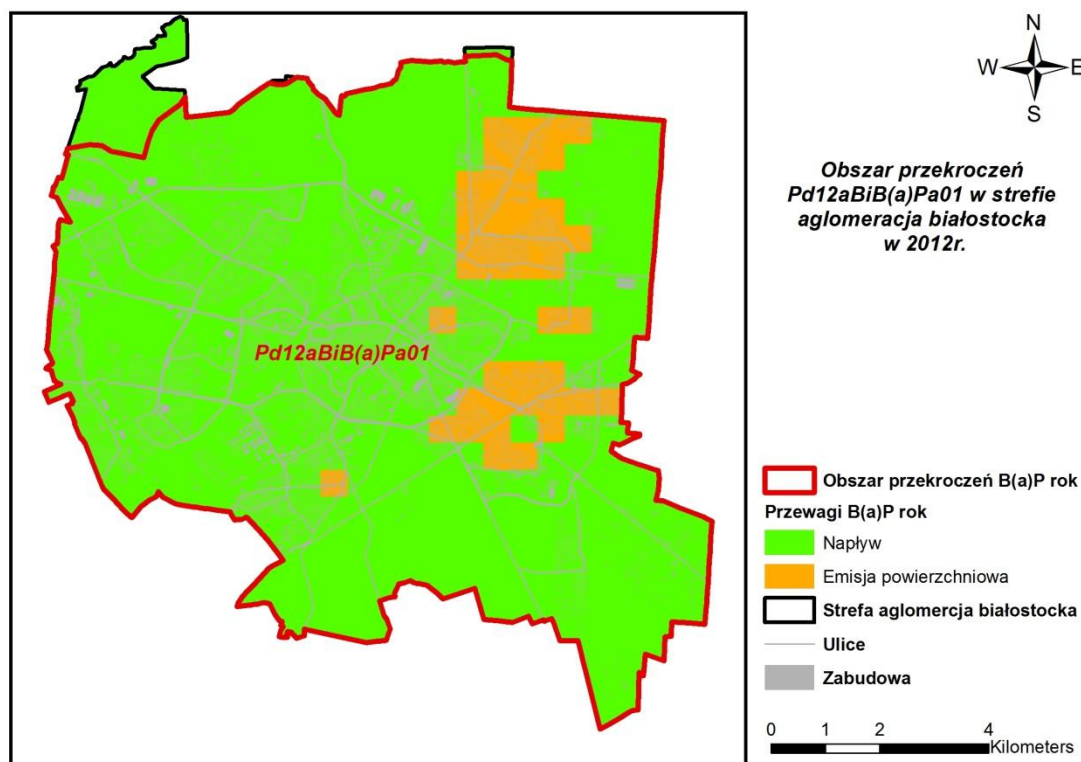 N
W E
S
Obszar przekroczeń
Pd12aBiB(a)Pa01 w strefie
aglomeracja białostocka
w 2012r.
Pd12aBiB(a)Pa01
Obszar przekroczeń B(a)P rok
Przewagi B(a)P rok
Napływ
Emisja powierzchniowa
Strefa aglomercja białostocka
Ulice
Zabudowa
0 1 2 4
Kilometers